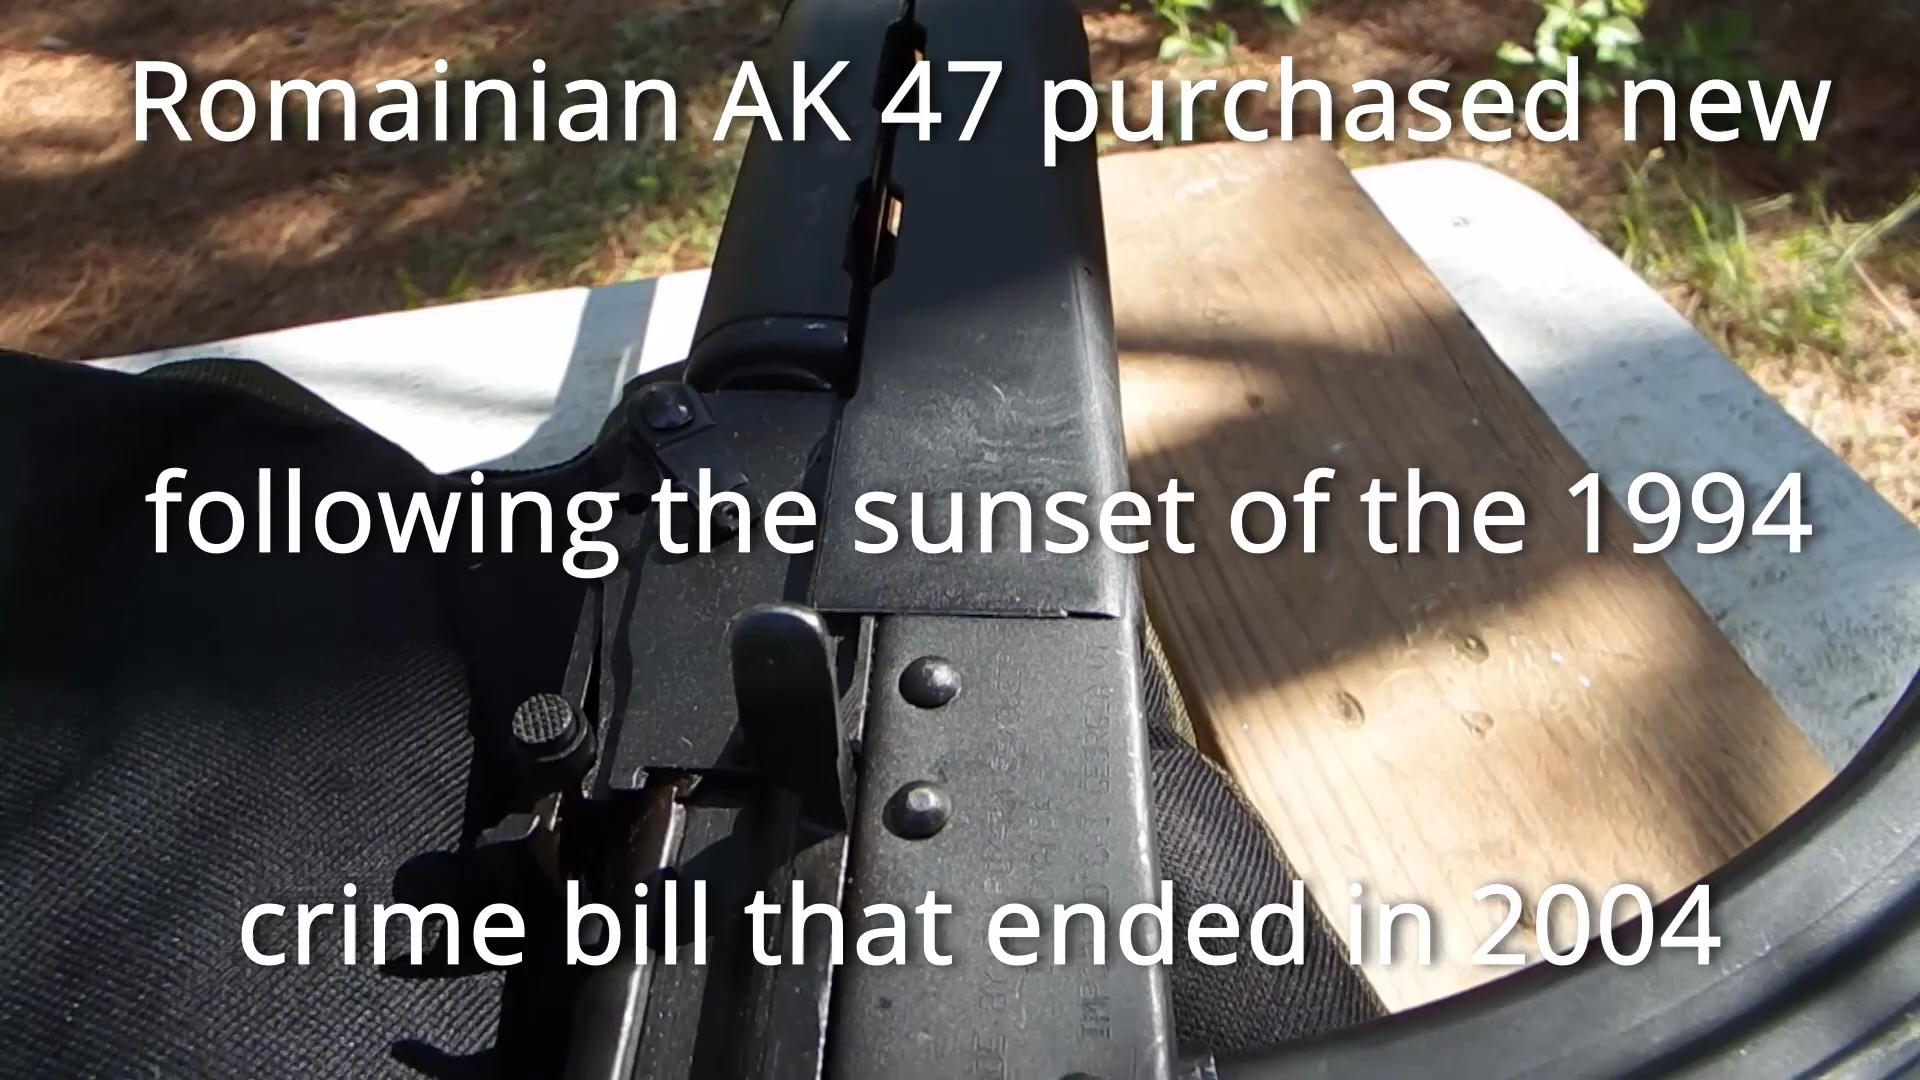 Romainian AK 47 purchased new
following the sunset of the 1994
crime bill that ended in 2004